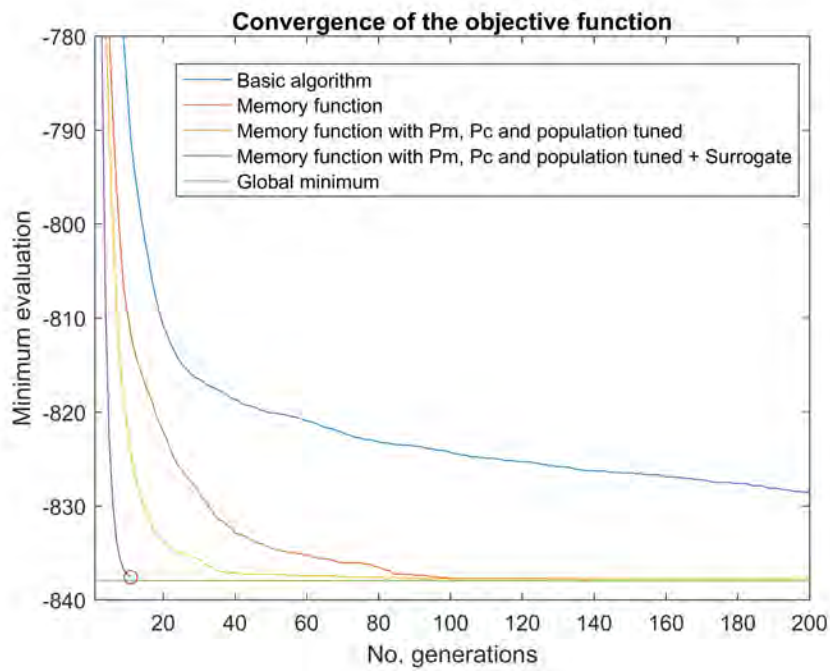 Convergence of the objective function
-780
-790
-800
-810
-820
-830
-840
Minimum evaluation
Basic algorithm
Memory function
Memory function with Pm, Pc and population tuned
Memory function with Pm, Pc and population tuned + Surrogate
Global minimum
20 40 60 80 100 120 140 160 180 200
No. generations